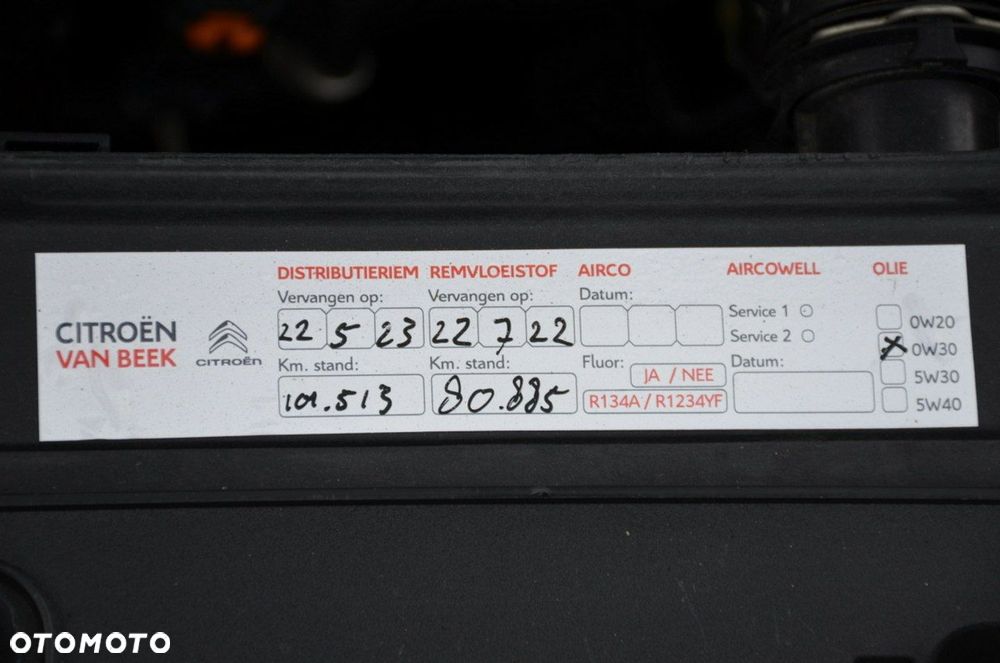 DISTRIBUTIERIEM REMVLOEISTOF AIRCO AIRCOWELL OLIE
Vervangen op: Vervangen op: Datum: Service 1 0W20
CITROËN 22 5 23 22 7 22 Service 2 X 0W30
VAN BEEK CITROËN Km. stand: Km. stand: Fluor: JA / NEE Datum: 5W30
101.513 80.885 R134A / R1234YF 5W40
OTOMOTO